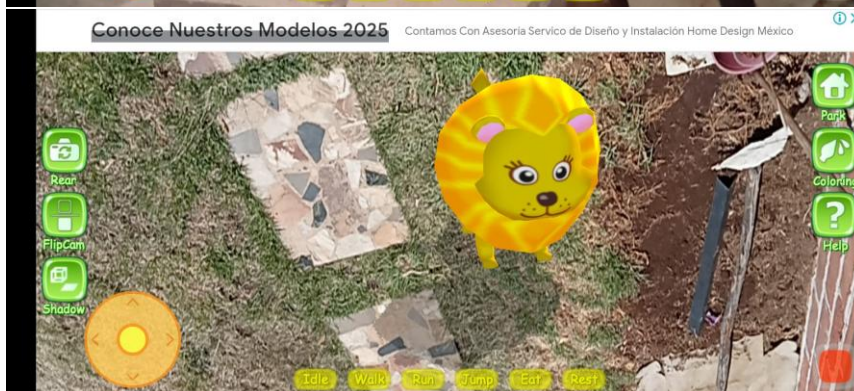 Conoce Nuestros Modelos 2025
Contamos Con Asesoría Servico de Diseño y Instalación Home Design México
Park
Rear
Coloring
FlipCam
Help
Shadow
Idle
Walk
Run
Jump
Eat
Rest